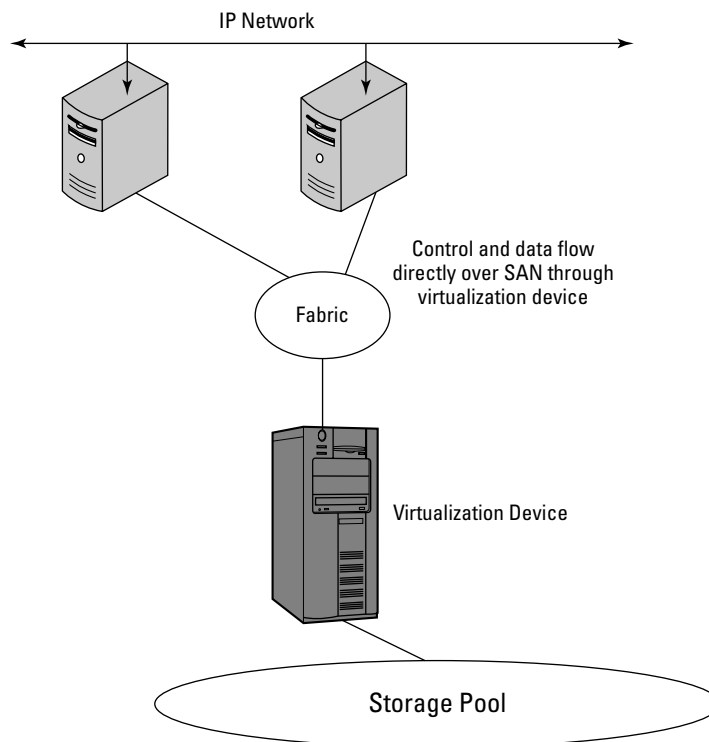 IP Network
Control and data flow
directly over SAN through
virtualization device
Fabric
Virtualization Device
Storage Pool